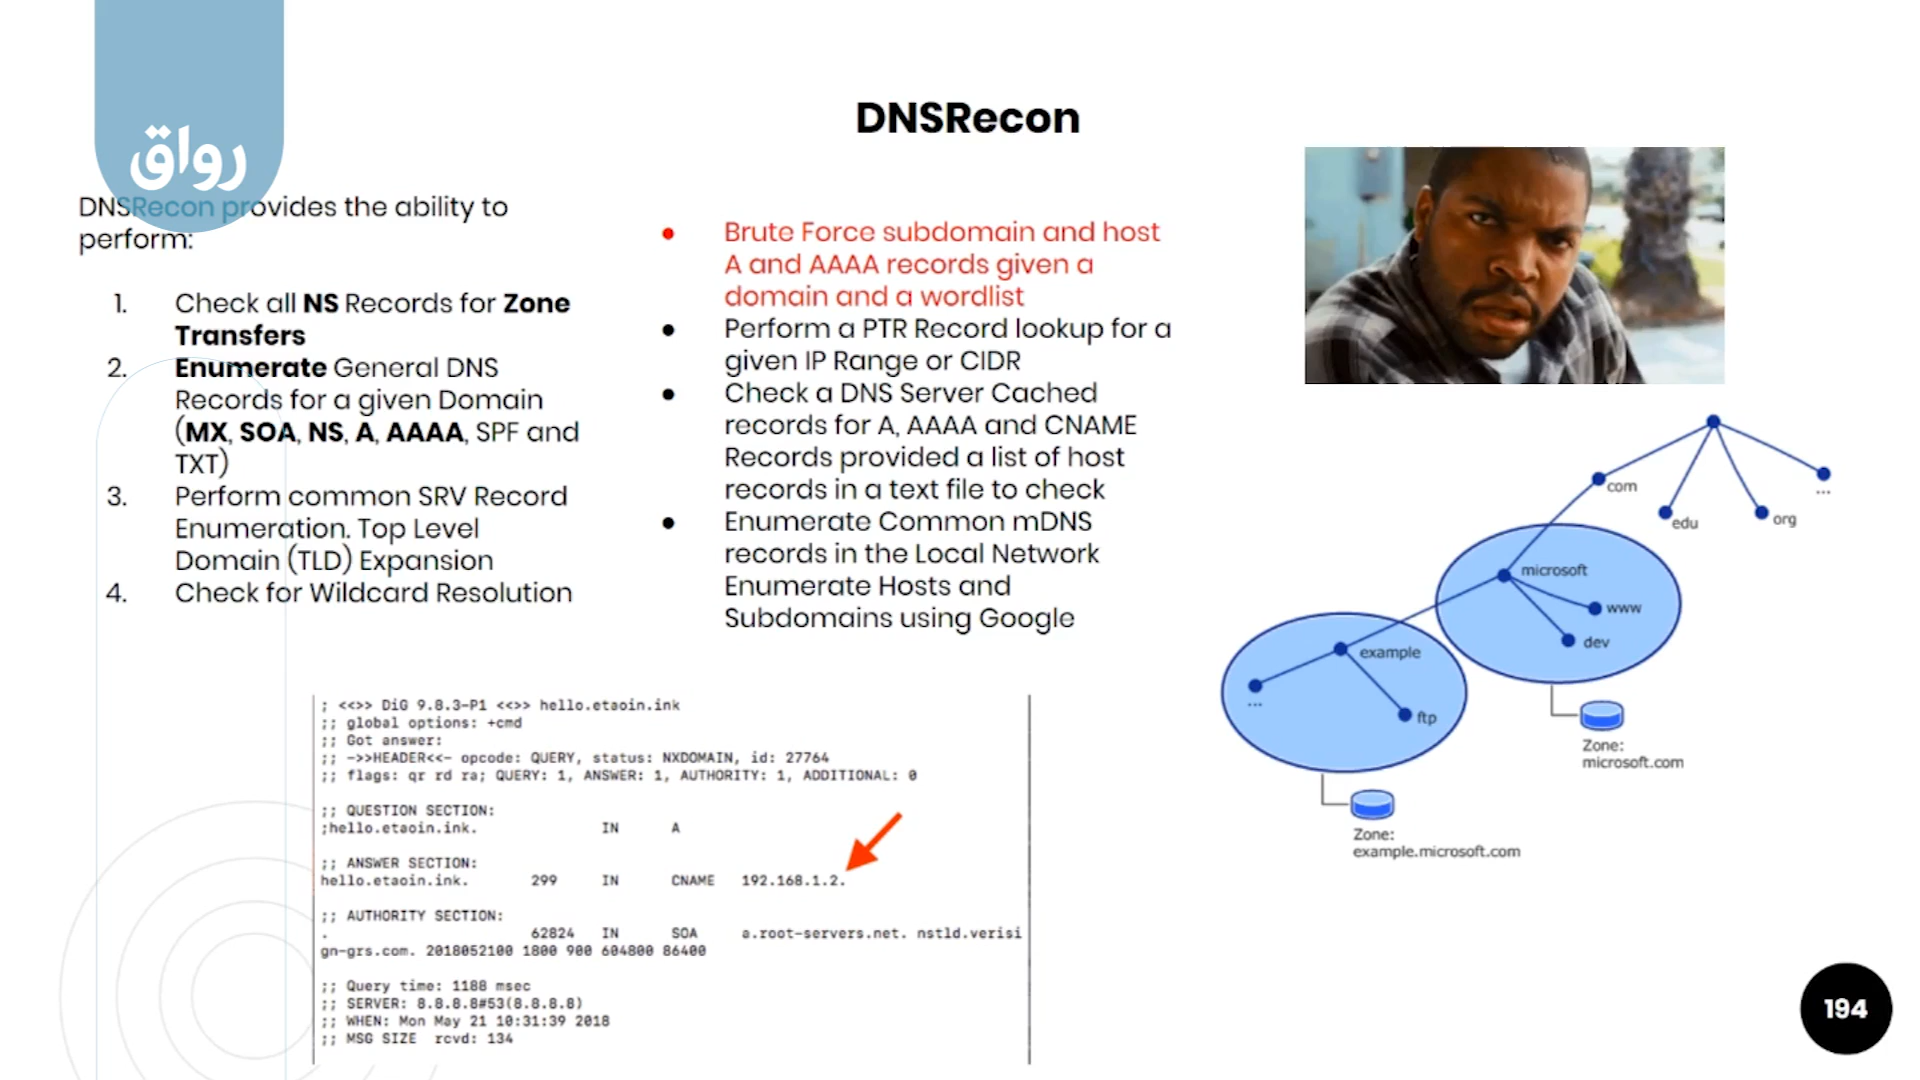 رواق
DNSRecon
DNSRecon provides the ability to
perform:
1. Check all NS Records for Zone
Transfers
2. Enumerate General DNS
Records for a given Domain
(MX, SOA, NS, A, AAAA, SPF and
TXT)
3. Perform common SRV Record
Enumeration. Top Level
Domain (TLD) Expansion
4. Check for Wildcard Resolution
● Brute Force subdomain and host
A and AAAA records given a
domain and a wordlist
● Perform a PTR Record lookup for a
given IP Range or CIDR
● Check a DNS Server Cached
records for A, AAAA and CNAME
Records provided a list of host
records in a text file to check
● Enumerate Common mDNS
records in the Local Network
Enumerate Hosts and
Subdomains using Google
; <<>> DiG 9.8.3-P1 <<>> hello.etaoin.ink
;; global options: +cmd
;; Got answer:
;; ->>HEADER<<- opcode: QUERY, status: NXDOMAIN, id: 27764
;; flags: qr rd ra; QUERY: 1, ANSWER: 1, AUTHORITY: 1, ADDITIONAL: 0
;; QUESTION SECTION:
;hello.etaoin.ink. IN A
;; ANSWER SECTION:
hello.etaoin.ink. 299 IN CNAME 192.168.1.2.
;; AUTHORITY SECTION:
. 62824 IN SOA a.root-servers.net. nstld.verisi
gn-grs.com. 2018052100 1800 900 604800 86400
;; Query time: 1188 msec
;; SERVER: 8.8.8.8#53(8.8.8.8)
;; WHEN: Mon May 21 10:31:39 2018
;; MSG SIZE rcvd: 134
com
...
edu
org
microsoft
www
dev
example
...
ftp
Zone:
microsoft.com
Zone:
example.microsoft.com
194